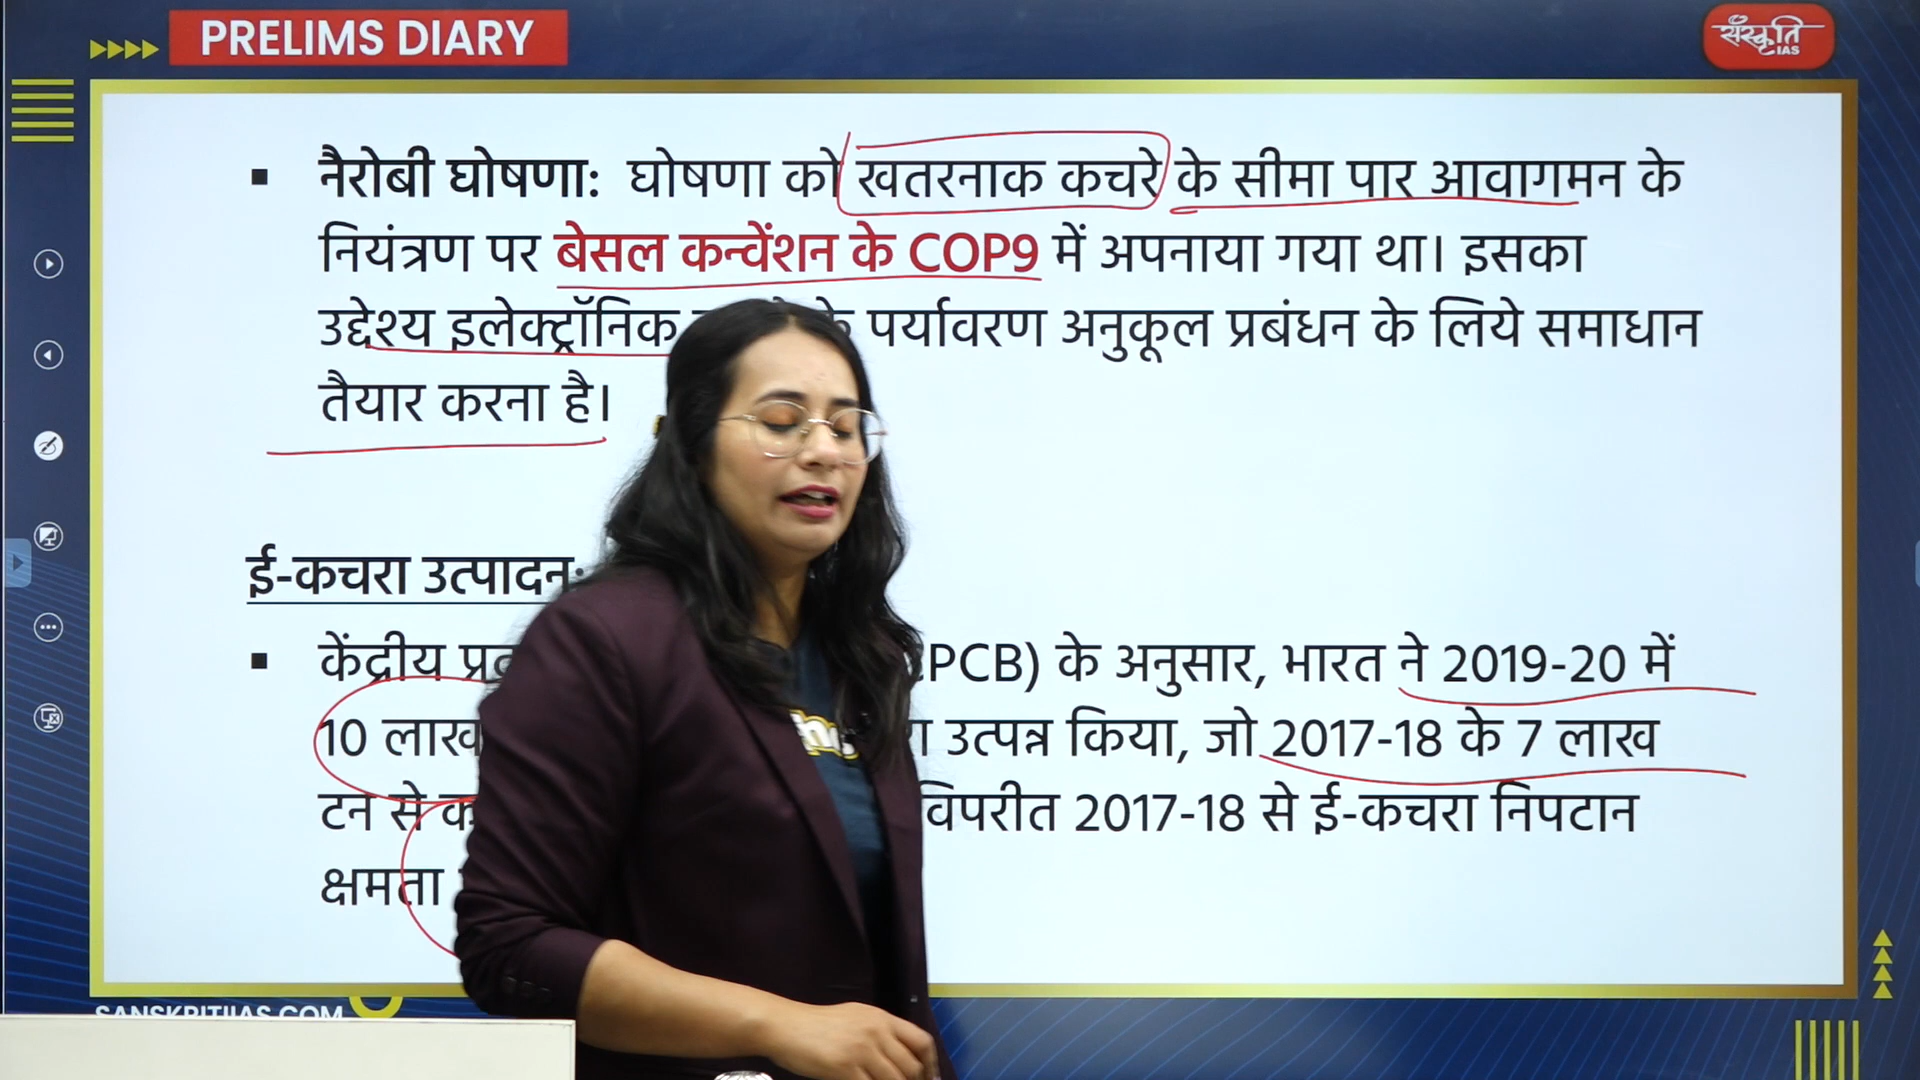 PRELIMS DIARY
संस्कृति
IAS
▪ नैरोबी घोषणा: घोषणा को खतरनाक कचरे के सीमा पार आवागमन के
नियंत्रण पर बेसल कन्वेंशन के COP9 में अपनाया गया था। इसका
उद्देश्य इलेक्ट्रॉनिक के पर्यावरण अनुकूल प्रबंधन के लिये समाधान
तैयार करना है।
ई-कचरा उत्पादन:
▪ केंद्रीय PCB) के अनुसार, भारत ने 2019-20 में
10 लाख उत्पन्न किया, जो 2017-18 के 7 लाख
टन से विपरीत 2017-18 से ई-कचरा निपटान
क्षमता
SANSKRITIIAS.COM